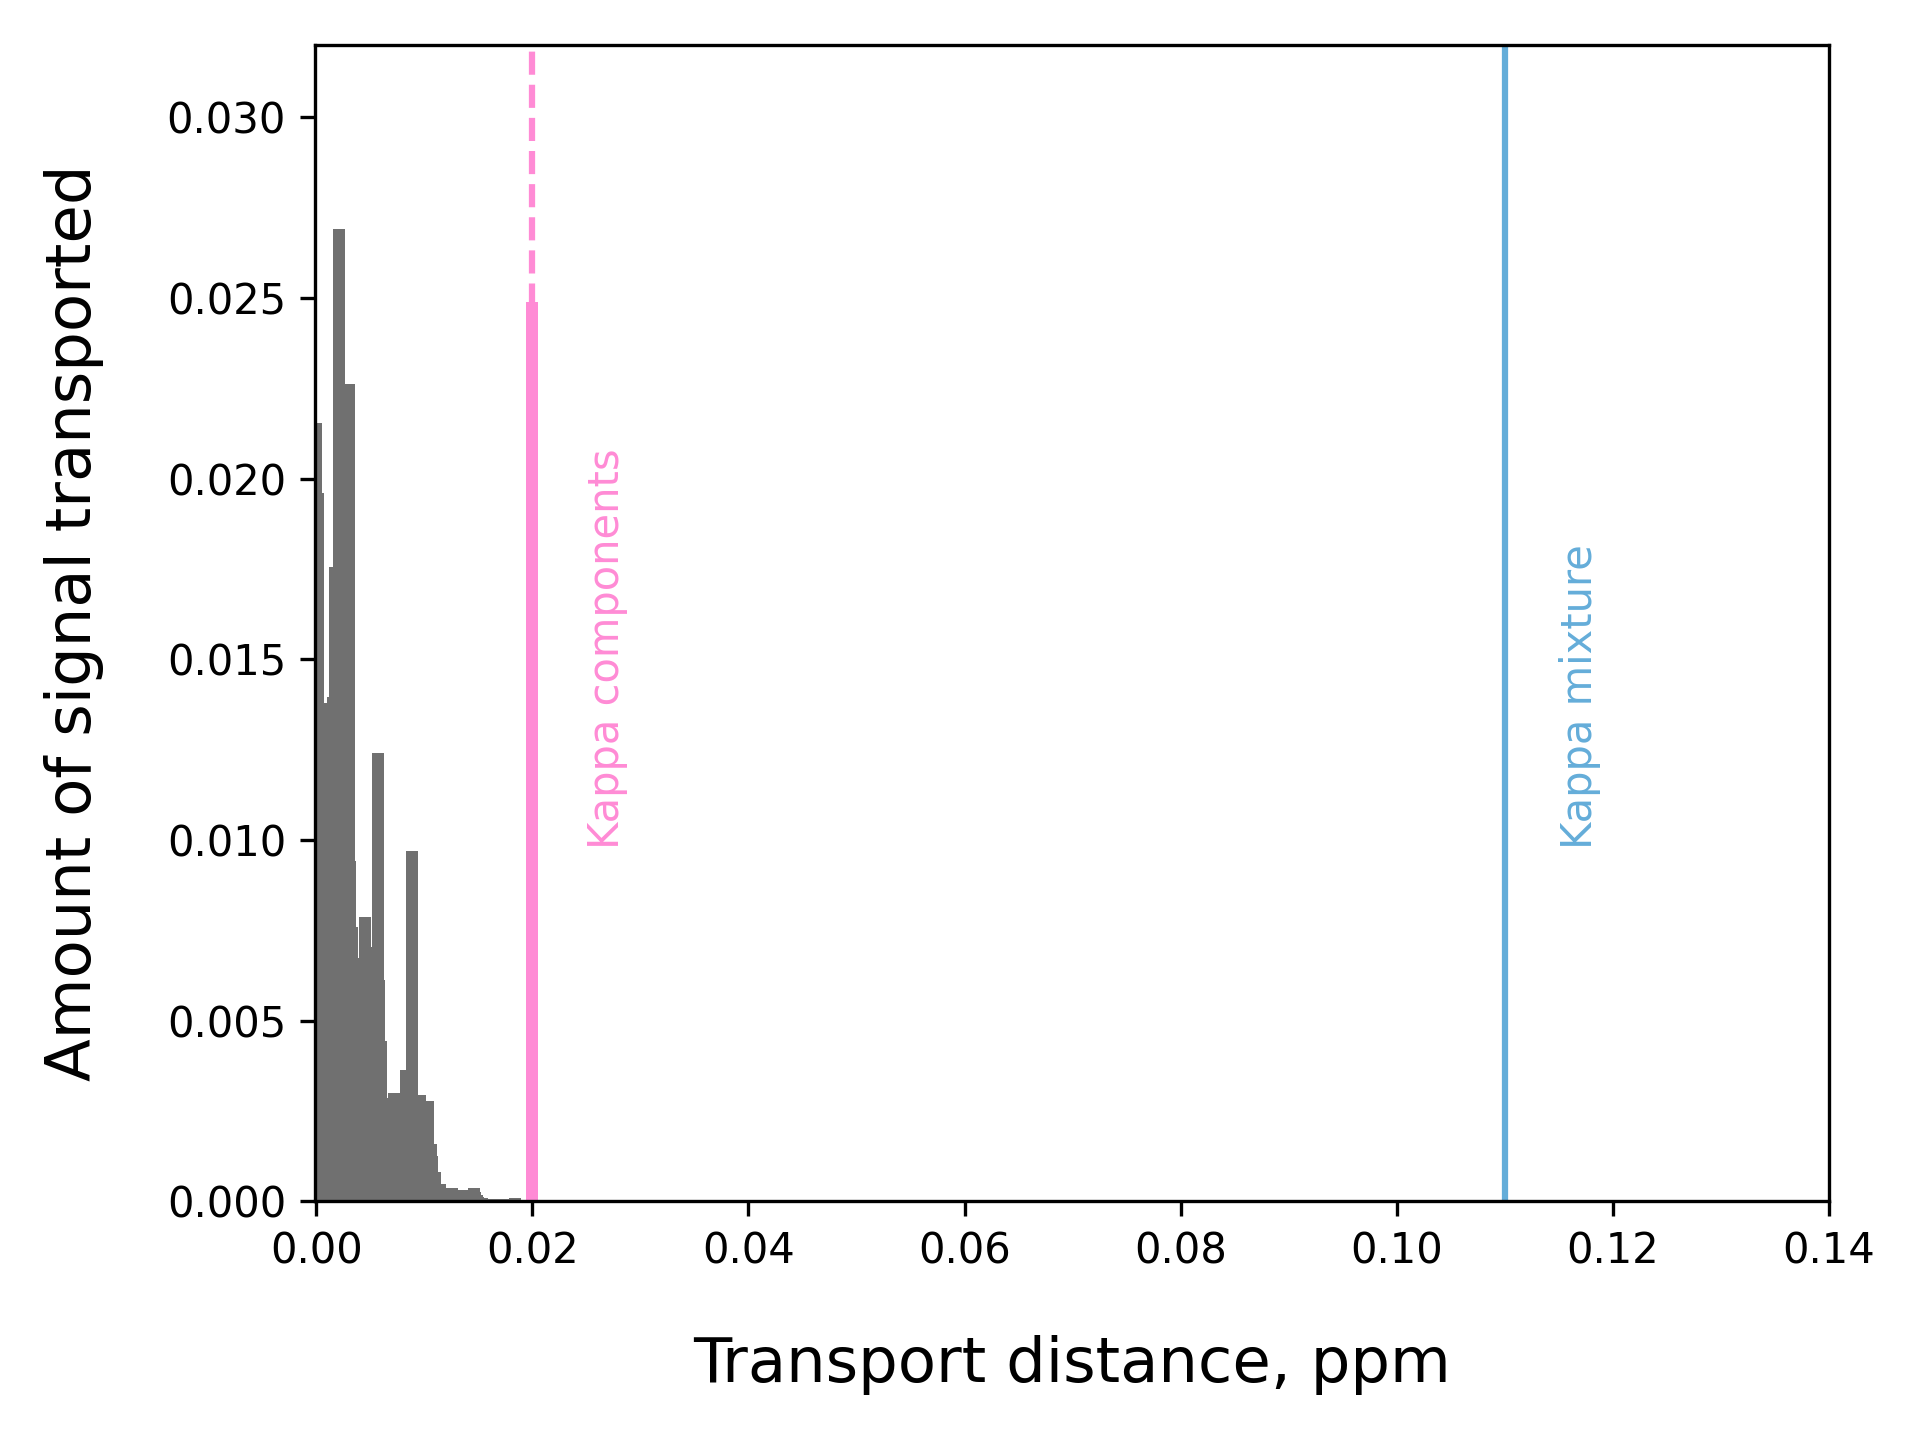 Amount of signal transported
0.030
0.025
0.020
0.015
0.010
0.005
0.000
Kappa components
Kappa mixture
0.00 0.02 0.04 0.06 0.08 0.10 0.12 0.14
Transport distance, ppm